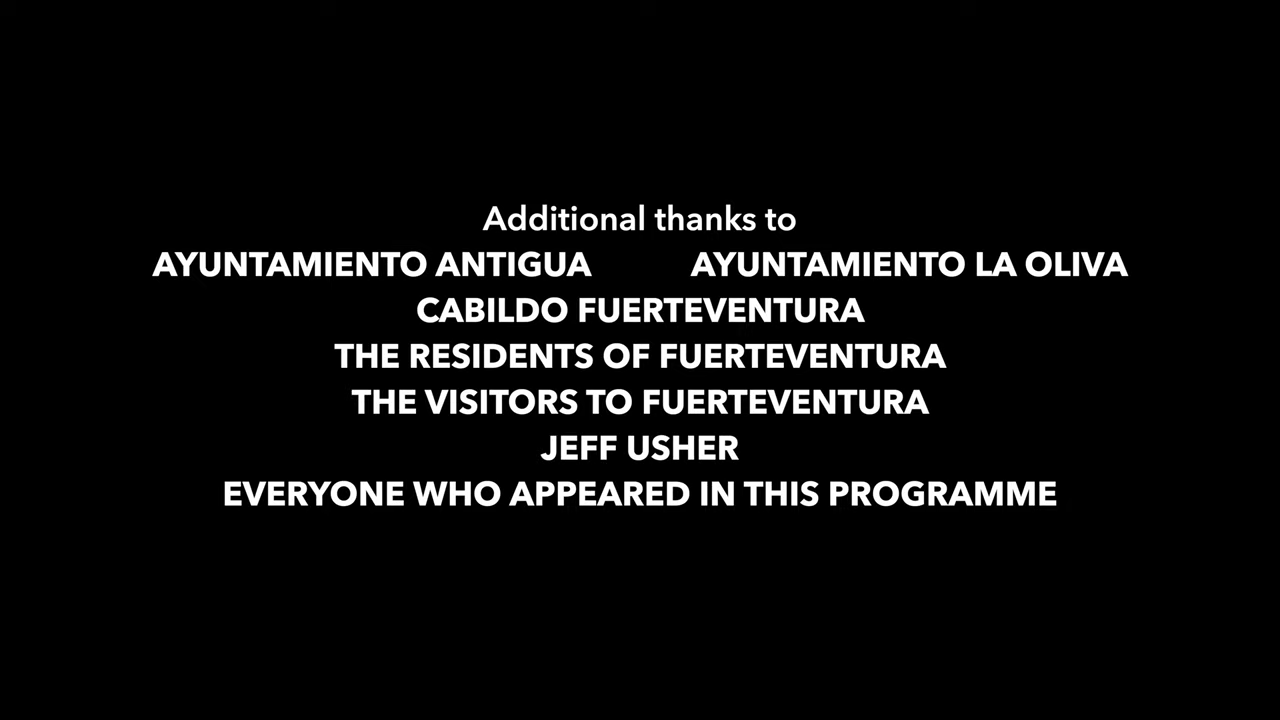 Additional thanks to
AYUNTAMIENTO ANTIGUA AYUNTAMIENTO LA OLIVA
CABILDO FUERTEVENTURA
THE RESIDENTS OF FUERTEVENTURA
THE VISITORS TO FUERTEVENTURA
JEFF USHER
EVERYONE WHO APPEARED IN THIS PROGRAMME